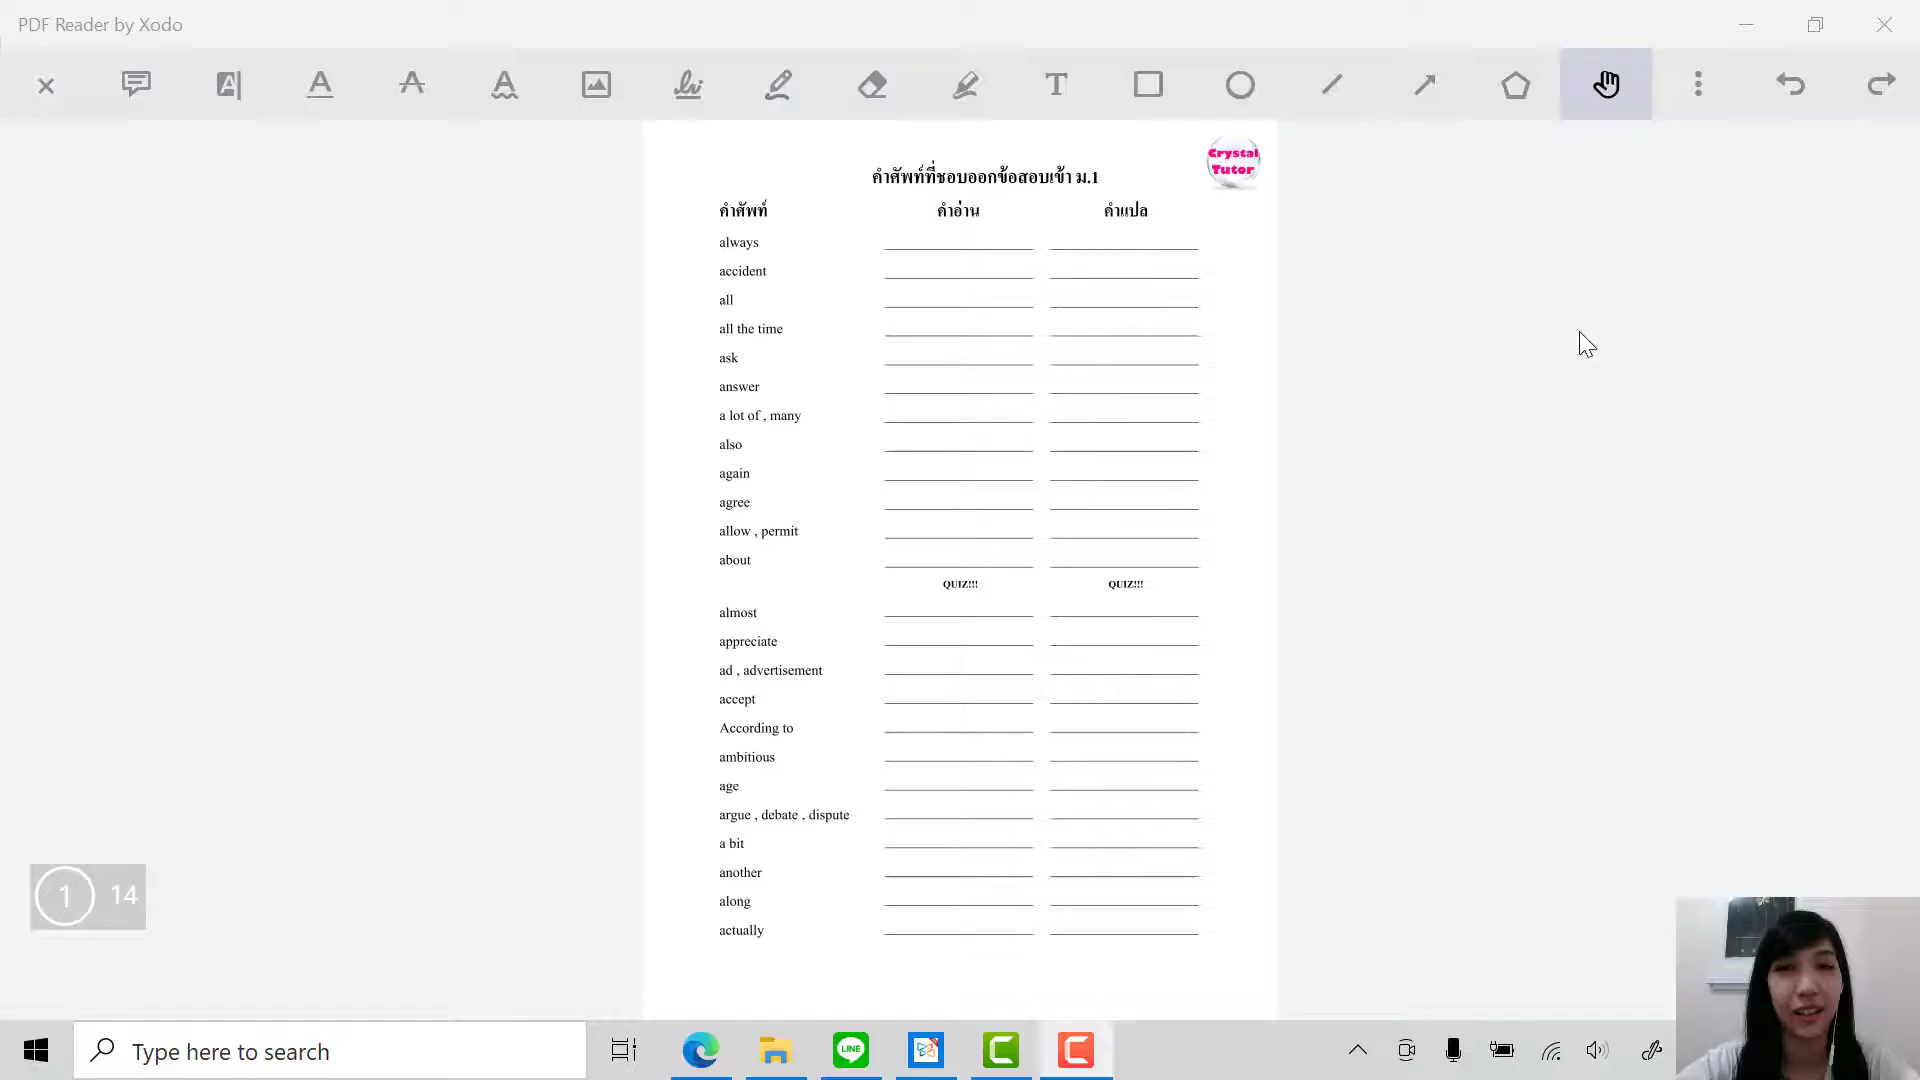 PDF Reader by Xodo
Crystal
Tutor
คำศัพท์ที่ชอบออกข้อสอบเข้า ม.1
คำศัพท์ คำอ่าน คำแปล
always
accident
all
all the time
ask
answer
a lot of , many
also
again
agree
allow , permit
about
QUIZ!!! QUIZ!!!
almost
appreciate
ad , advertisement
accept
According to
ambitious
age
argue , debate , dispute
a bit
another
along
actually
1 14
Type here to search
LINE